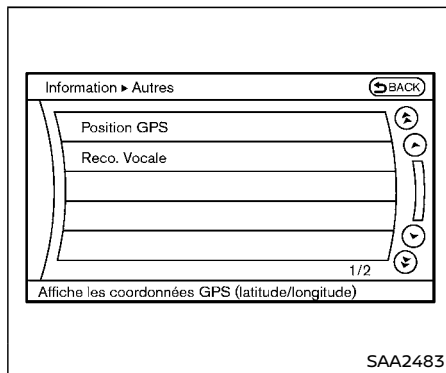 Information ▸ Autres
BACK
Position GPS
Reco. Vocale
1/2
Affiche les coordonnées GPS (latitude/longitude)
SAA2483